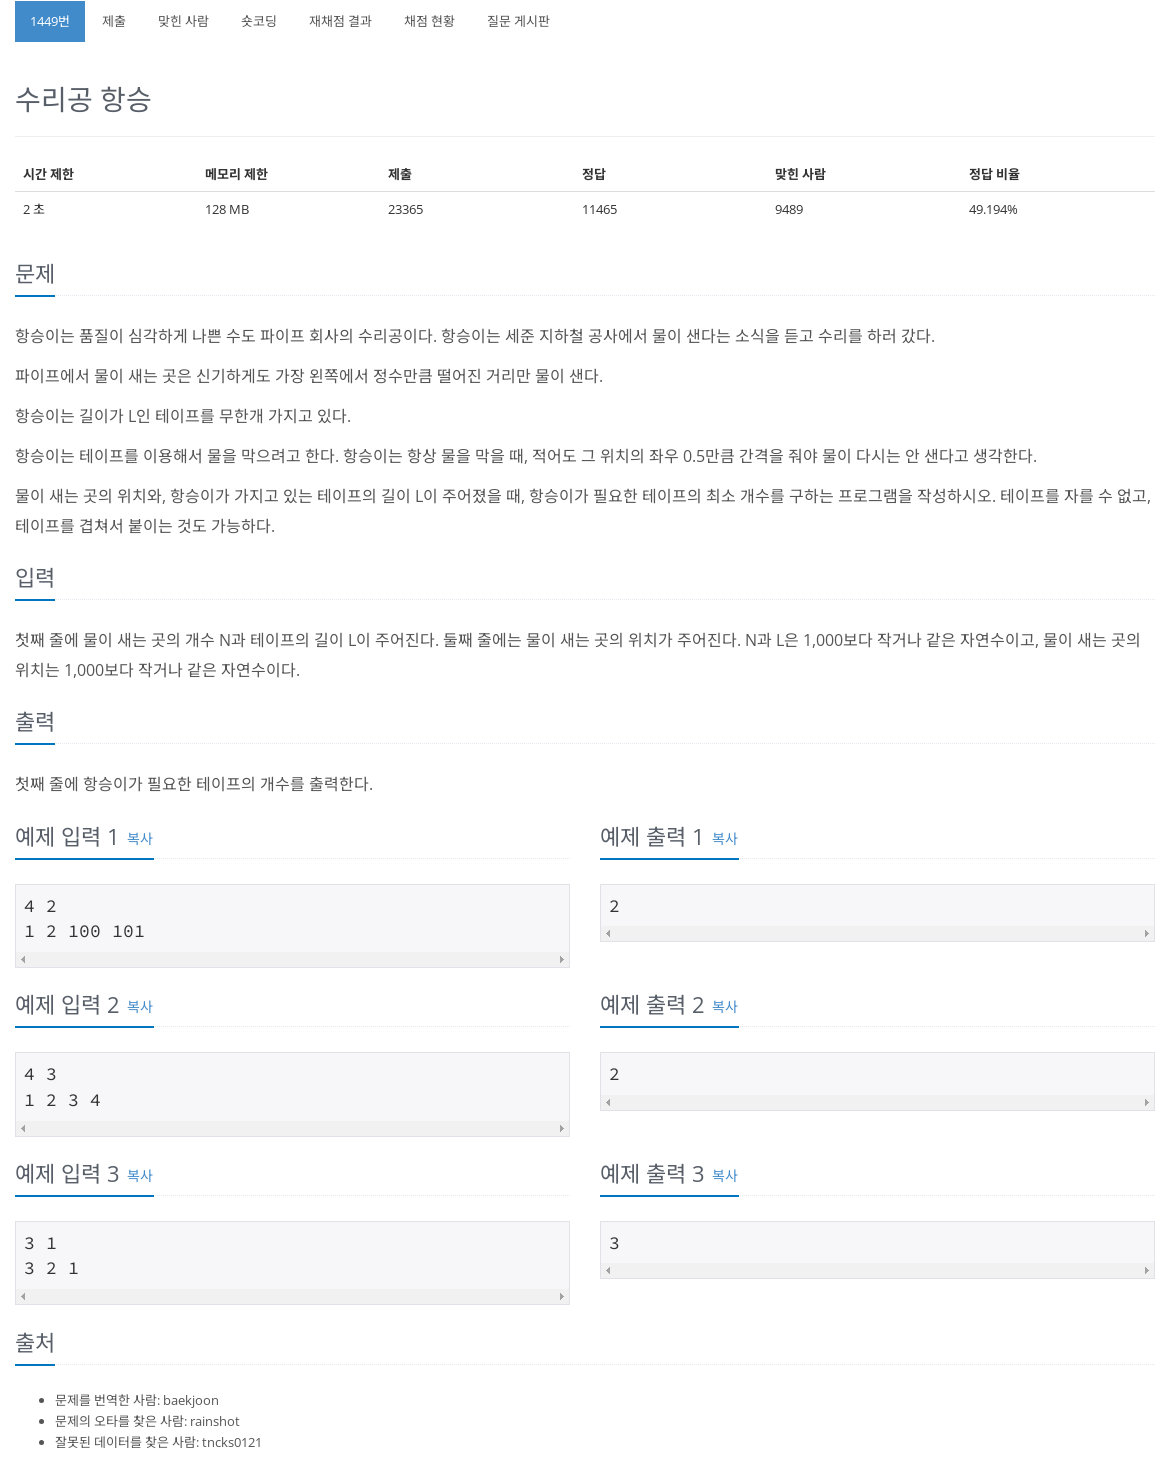 1449번 제출 맞힌 사람 숏코딩 재채점 결과 채점 현황 질문 게시판
수리공 항승
시간 제한 메모리 제한 제출 정답 맞힌 사람 정답 비율
2 초 128 MB 23365 11465 9489 49.194%
문제
항승이는 품질이 심각하게 나쁜 수도 파이프 회사의 수리공이다. 항승이는 세준 지하철 공사에서 물이 샌다는 소식을 듣고 수리를 하러 갔다.
파이프에서 물이 새는 곳은 신기하게도 가장 왼쪽에서 정수만큼 떨어진 거리만 물이 샌다.
항승이는 길이가 L인 테이프를 무한개 가지고 있다.
항승이는 테이프를 이용해서 물을 막으려고 한다. 항승이는 항상 물을 막을 때, 적어도 그 위치의 좌우 0.5만큼 간격을 줘야 물이 다시는 안 샌다고 생각한다.
물이 새는 곳의 위치와, 항승이가 가지고 있는 테이프의 길이 L이 주어졌을 때, 항승이가 필요한 테이프의 최소 개수를 구하는 프로그램을 작성하시오. 테이프를 자를 수 없고,
테이프를 겹쳐서 붙이는 것도 가능하다.
입력
첫째 줄에 물이 새는 곳의 개수 N과 테이프의 길이 L이 주어진다. 둘째 줄에는 물이 새는 곳의 위치가 주어진다. N과 L은 1,000보다 작거나 같은 자연수이고, 물이 새는 곳의
위치는 1,000보다 작거나 같은 자연수이다.
출력
첫째 줄에 항승이가 필요한 테이프의 개수를 출력한다.
예제 입력 1 복사 예제 출력 1 복사
4 2
1 2 100 101
2
예제 입력 2 복사 예제 출력 2 복사
4 3
1 2 3 4
2
예제 입력 3 복사 예제 출력 3 복사
3 1
3 2 1
3
출처
문제를 번역한 사람: baekjoon
문제의 오타를 찾은 사람: rainshot
잘못된 데이터를 찾은 사람: tncks0121